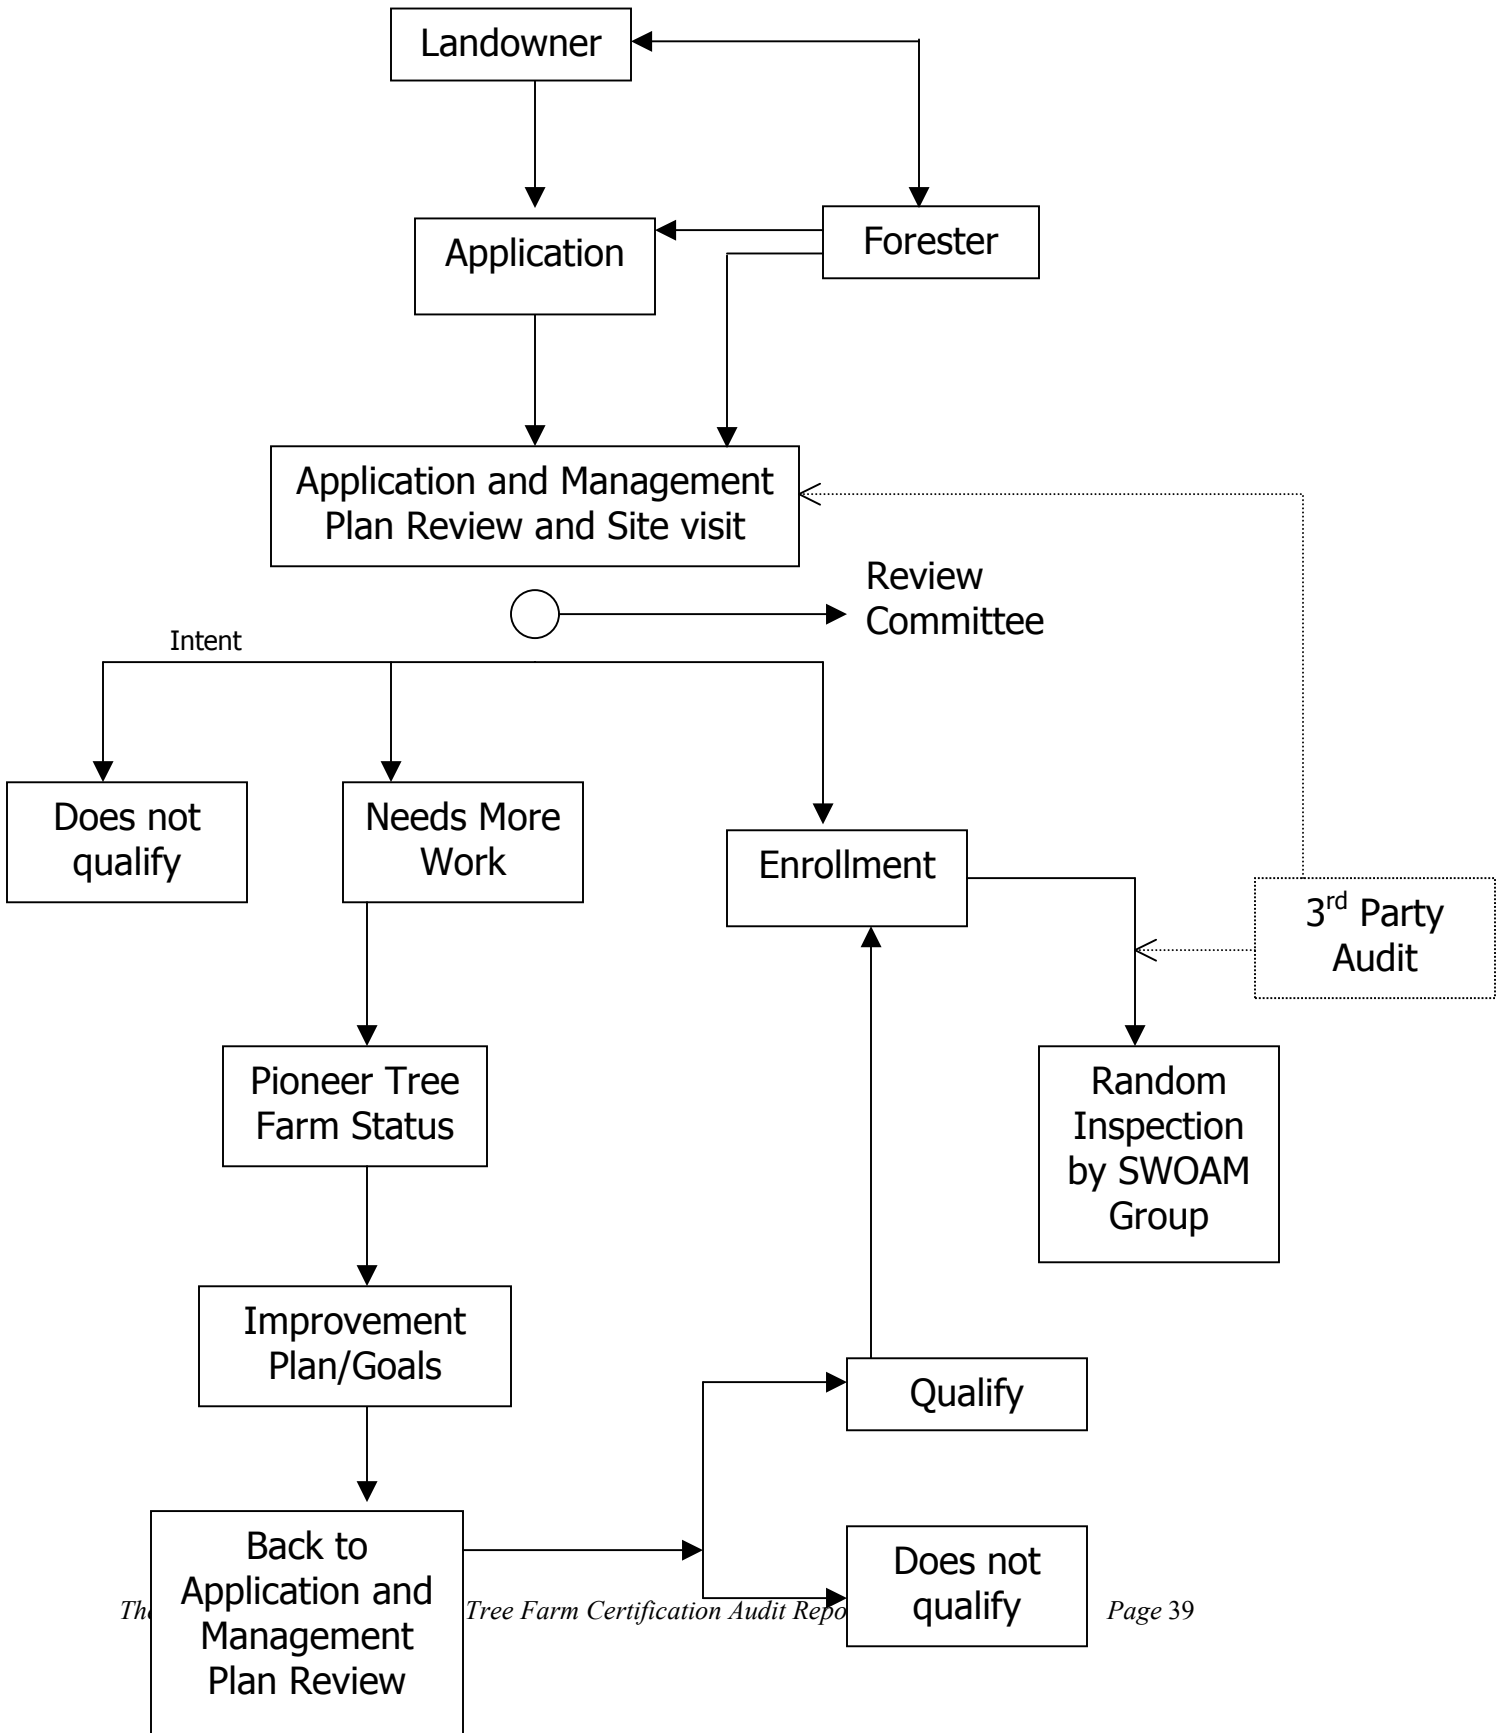 Landowner
Application
Forester
Application and Management
Plan Review and Site visit
Review
Committee
Intent
Does not
qualify
Needs More
Work
Enrollment
3rd Party
Audit
Pioneer Tree
Farm Status
Random
Inspection
by SWOAM
Group
Improvement
Plan/Goals
Qualify
Back to
Application and
Management
Plan Review
Does not
qualify
Tree Farm Certification Audit Page 39